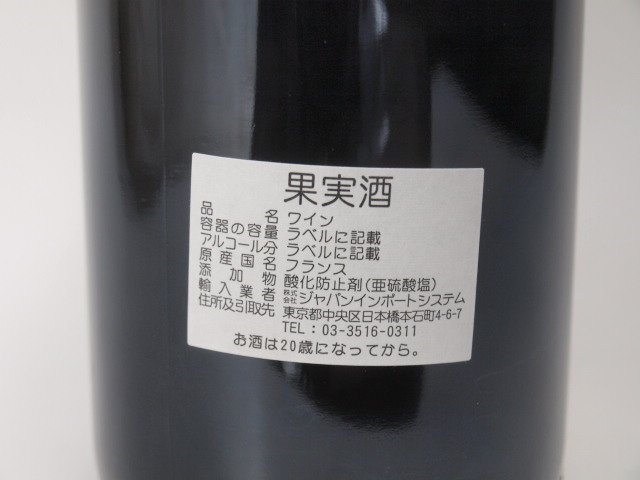 果実酒
品名 ワイン
容器の容量 ラベルに記載
アルコール分 ラベルに記載
原産国名 フランス
添加物 酸化防止剤(亜硫酸塩)
輸入業者 株式会社ジャパンインポートシステム
住所及引取先 東京都中央区日本橋本石町4-6-7
TEL:03-3516-0311
お酒は20歳になってから。